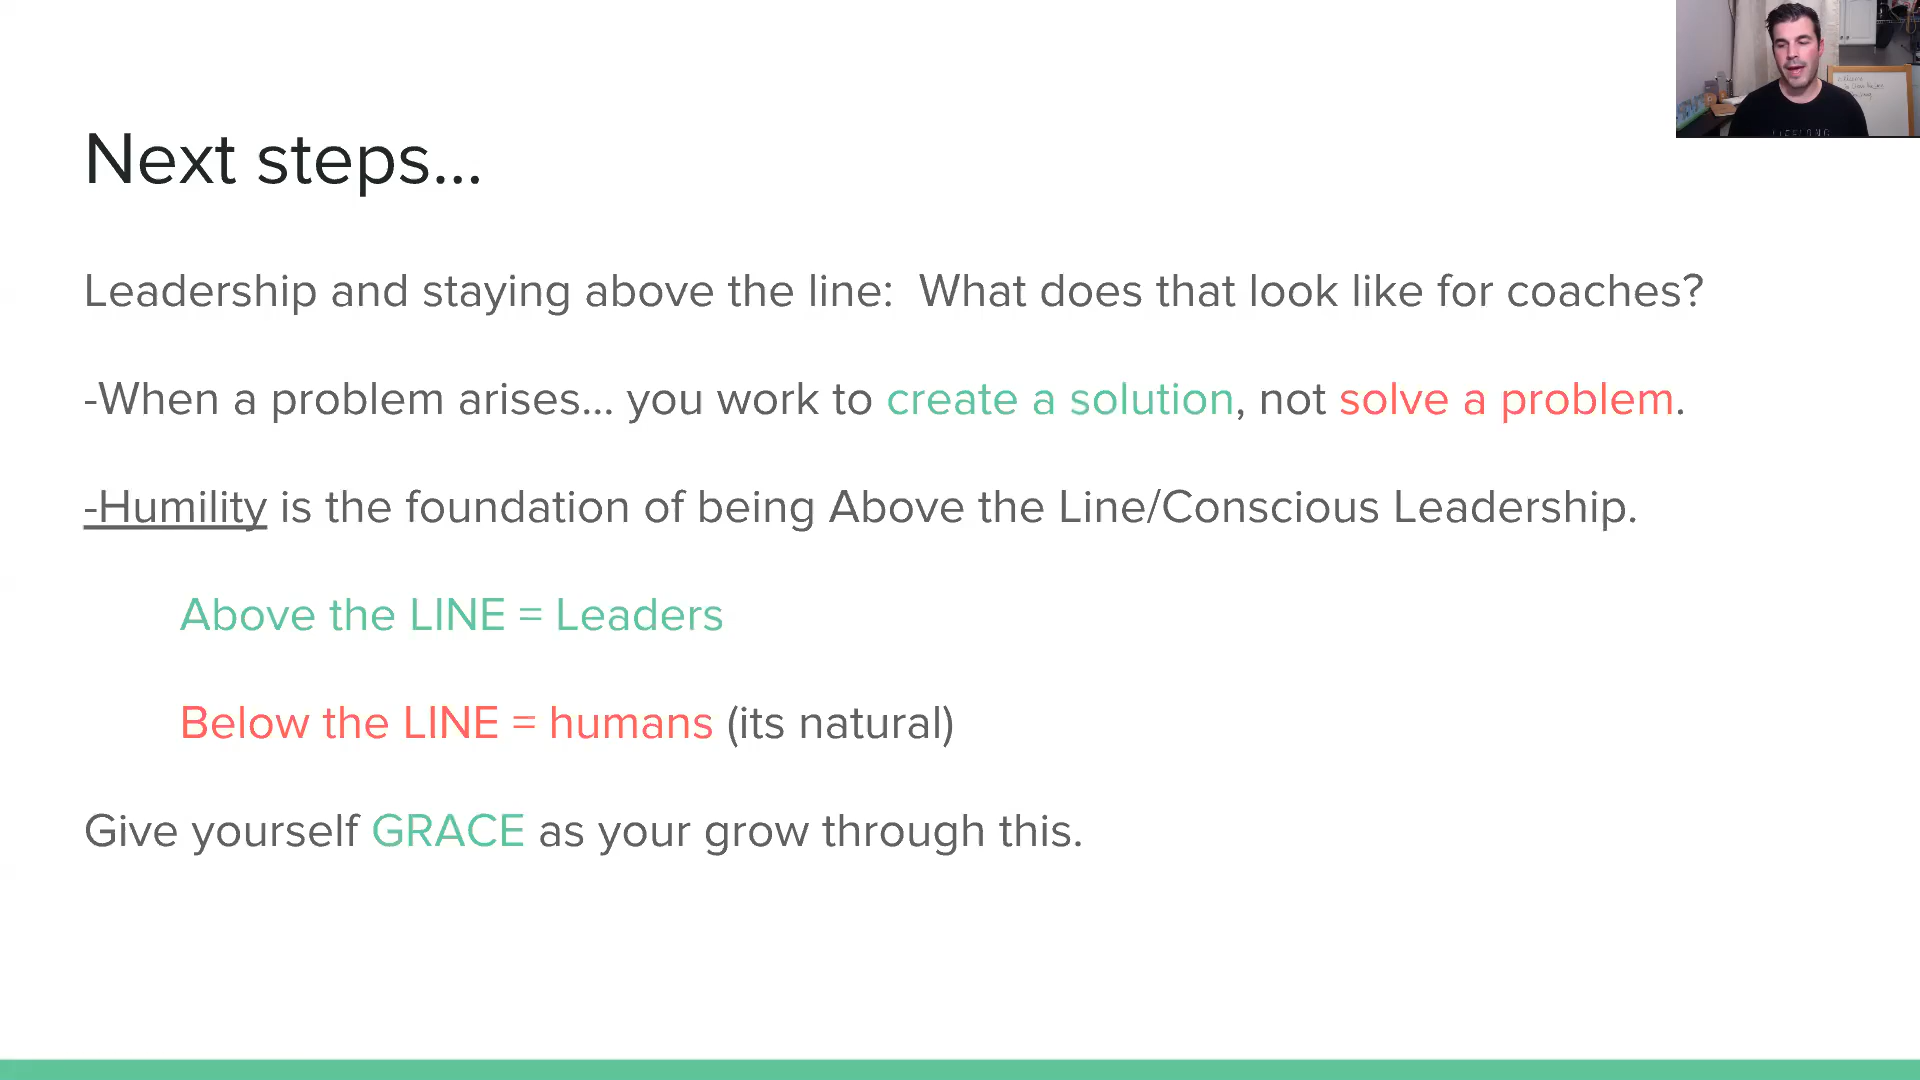 Next steps...
Leadership and staying above the line:  What does that look like for coaches?
-When a problem arises... you work to create a solution, not solve a problem.
-Humility is the foundation of being Above the Line/Conscious Leadership.
Above the LINE = Leaders
Below the LINE = humans (its natural)
Give yourself GRACE as your grow through this.